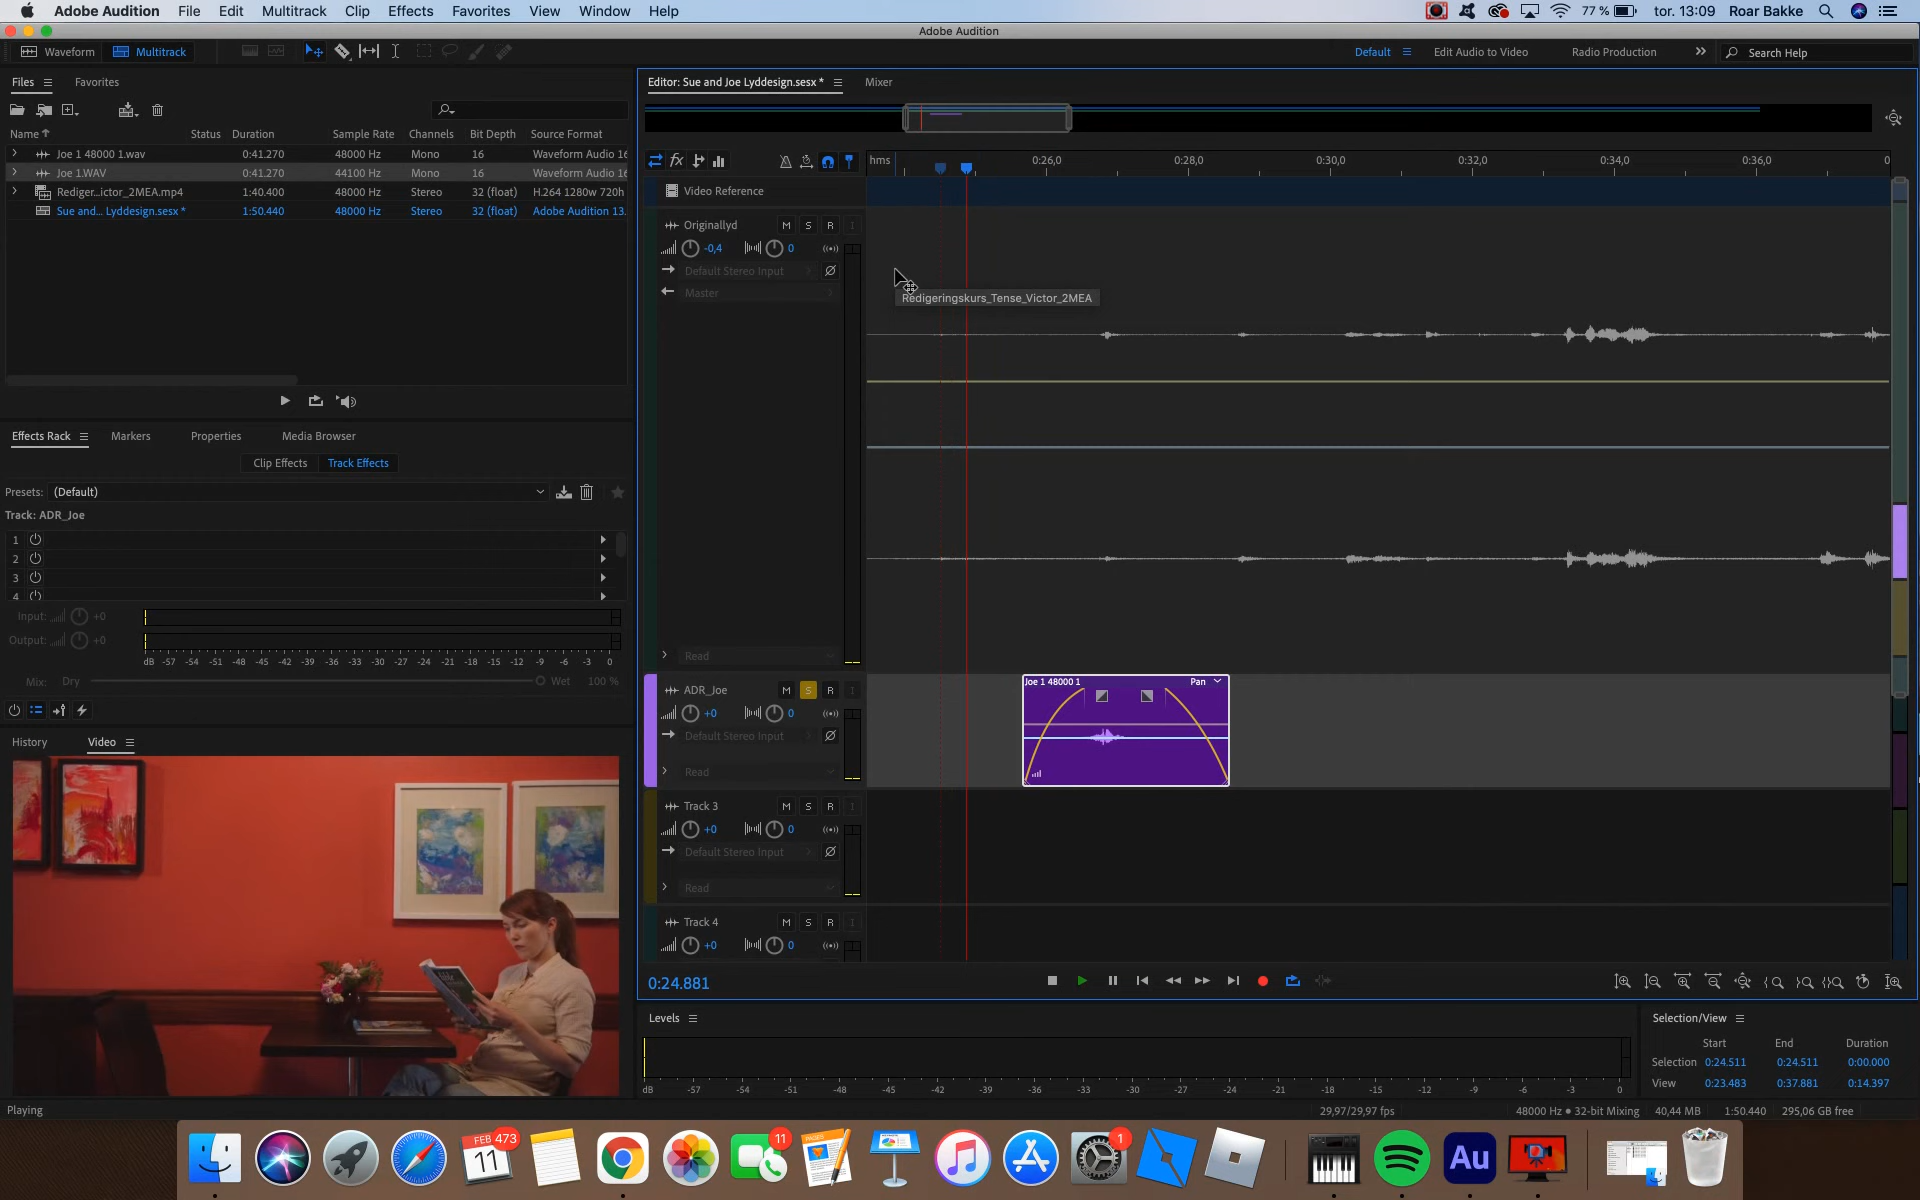 Adobe Audition File Edit Multitrack Clip Effects Favorites View Window Help
77 % tor. 13:09 Roar Bakke
Adobe Audition
Waveform Multitrack
Default Edit Audio to Video Radio Production Search Help
Files Favorites
Name Status Duration Sample Rate Channels Bit Depth Source Format
Joe 1 48000 1.wav 0:41.270 48000 Hz Mono 16 Waveform Audio 16
Joe 1.WAV 0:41.270 44100 Hz Mono 16 Waveform Audio 16
Rediger...ictor_2MEA.mp4 1:40.400 48000 Hz Stereo 32 (float) H.264 1280w 720h
Sue and... Lyddesign.sesx * 1:50.440 48000 Hz Stereo 32 (float) Adobe Audition 13.
Effects Rack Markers Properties Media Browser
Clip Effects Track Effects
Presets: (Default)
Track: ADR_Joe
1
2
3
4
Input: +0
Output: +0
dB -57 -54 -51 -48 -45 -42 -39 -36 -33 -30 -27 -24 -21 -18 -15 -12 -9 -6 -3 0
Mix: Dry Wet 100 %
History Video
Playing
Editor: Sue and Joe Lyddesign.sesx * Mixer
fx
hms 0:26,0 0:28,0 0:30,0 0:32,0 0:34,0 0:36,0 0
Video Reference
Originallyd M S R I
-0,4 0
Default Stereo Input
Master
Redigeringskurs_Tense_Victor_2MEA
Read
ADR_Joe M S R I
+0 0
Default Stereo Input
Read
Joe 1 48000 1 Pan
Track 3 M S R I
+0 0
Default Stereo Input
Read
Track 4 M S R I
+0 0
0:24.881
Levels
dB -57 -54 -51 -48 -45 -42 -39 -36 -33 -30 -27 -24 -21 -18 -15 -12 -9 -6 -3 0
Selection/View
Start End Duration
Selection 0:24.511 0:24.511 0:00.000
View 0:23.483 0:37.881 0:14.397
29,97/29,97 fps 48000 Hz ● 32-bit Mixing 40,44 MB 1:50.440 295,06 GB free
FEB 473
11
11
PAGES
1
Au